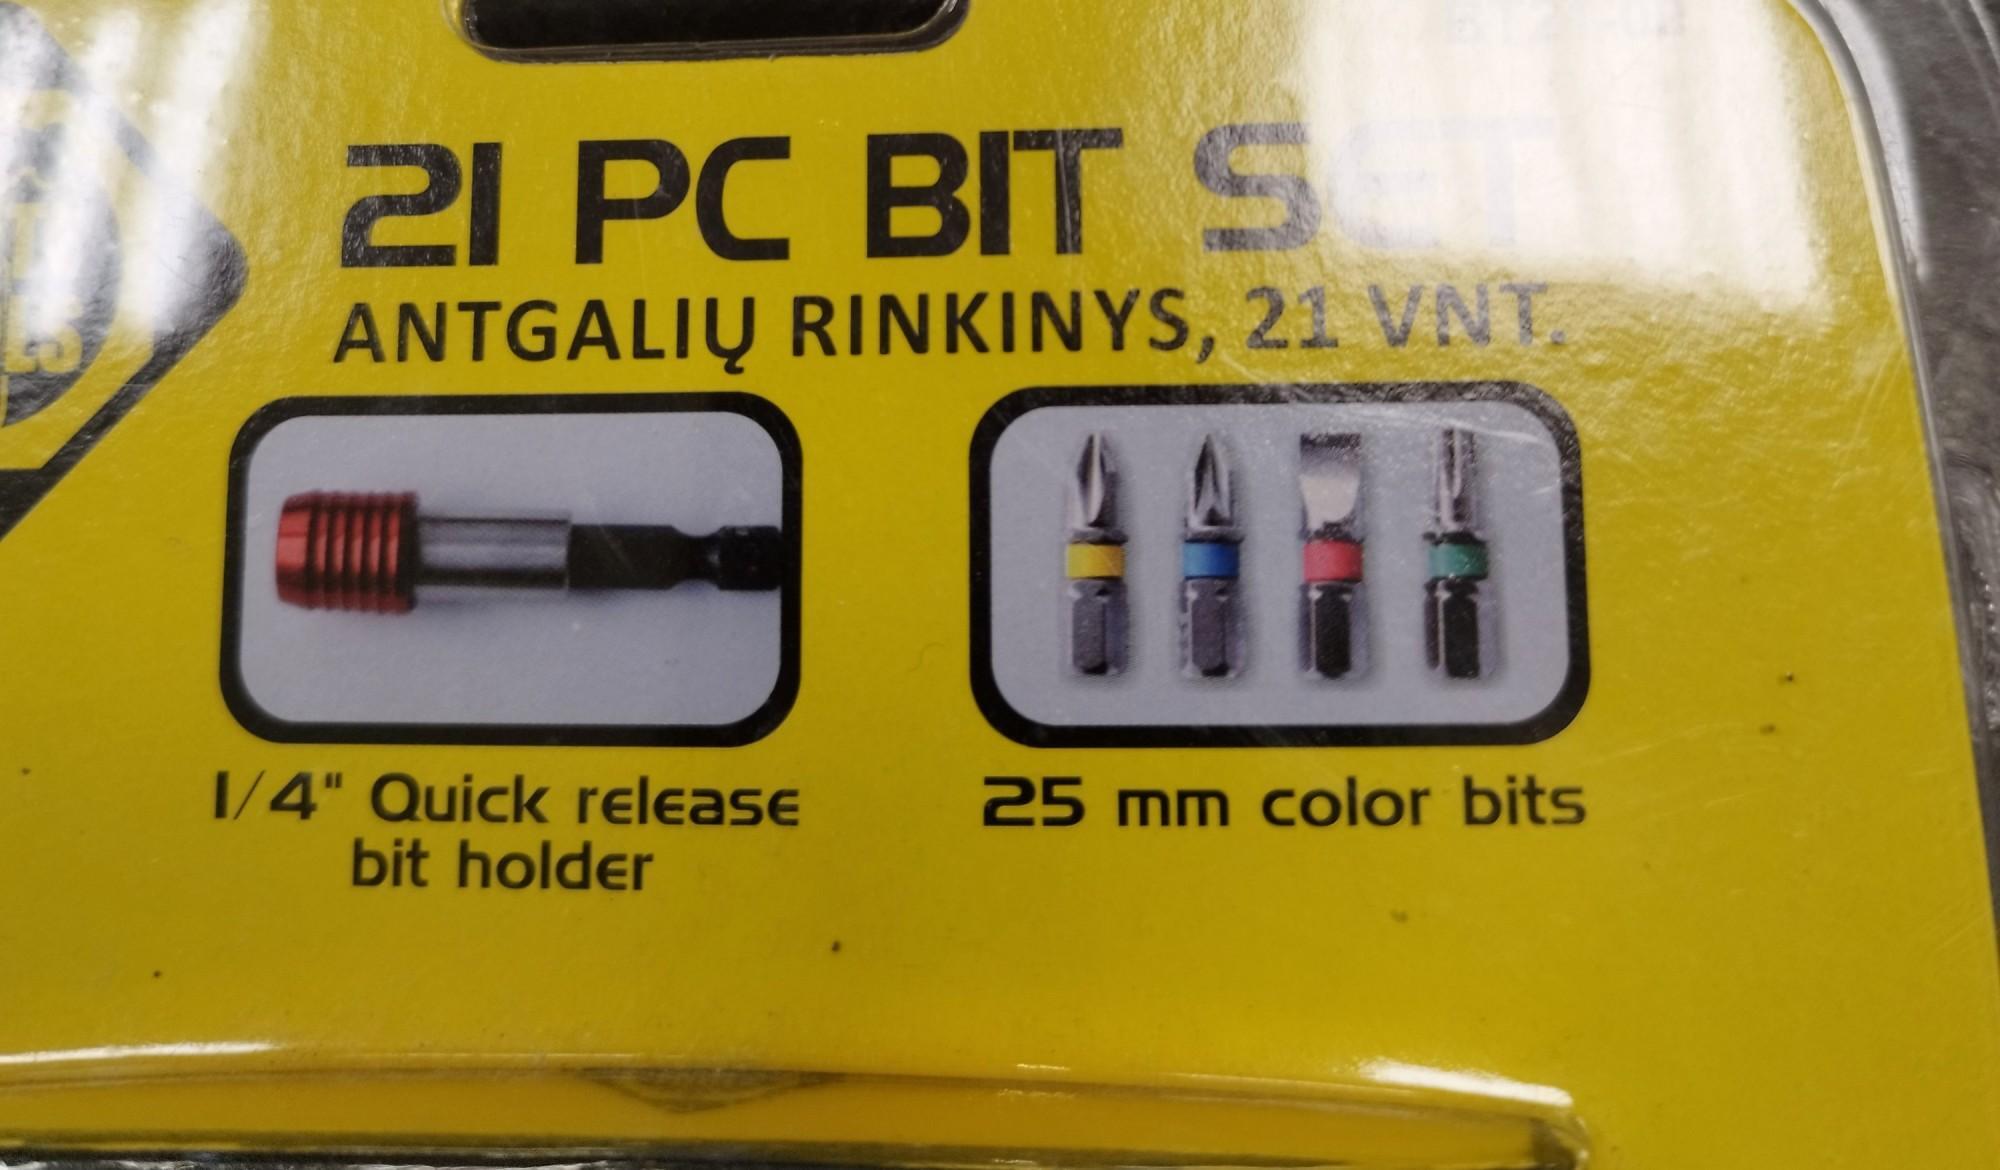 21 PC BIT SET
ANTGALIŲ RINKINYS, 21 VNT.
1/4" Quick release
bit holder
25 mm color bits